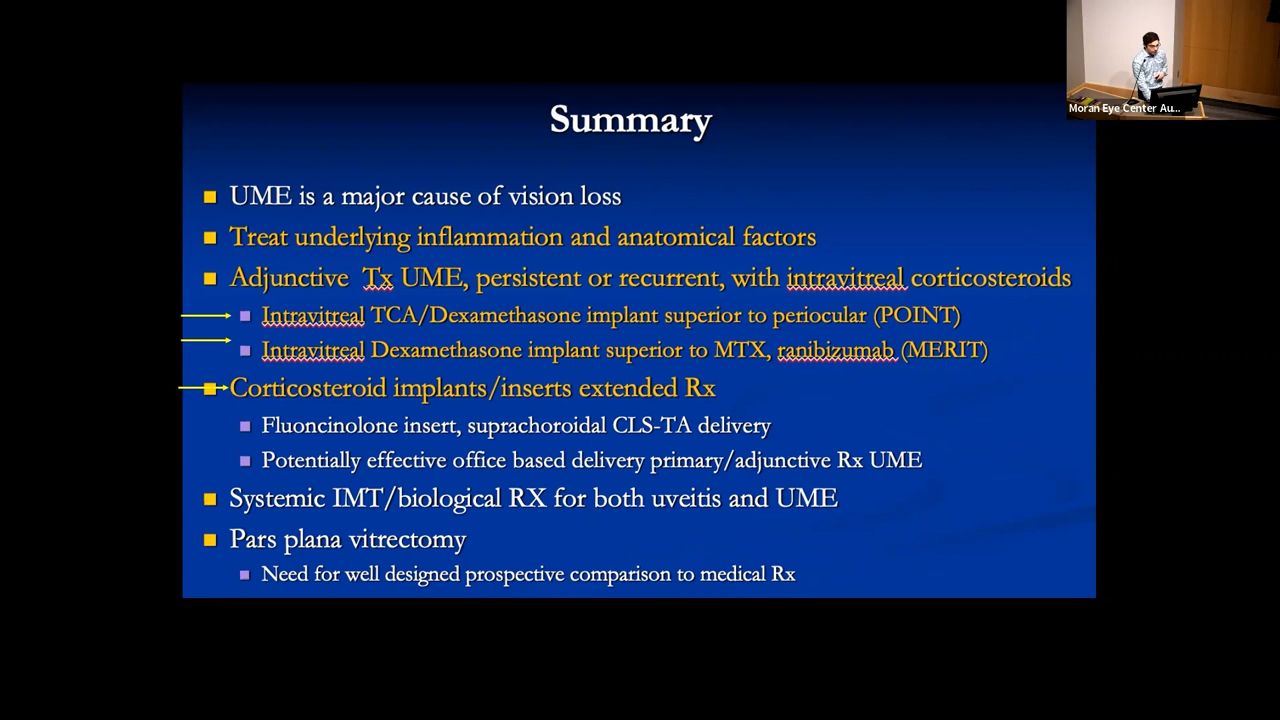 Moran Eye Center Au...
Summary
UME is a major cause of vision loss
Treat underlying inflammation and anatomical factors
Adjunctive Tx UME, persistent or recurrent, with intravitreal corticosteroids
Intravitreal TCA/Dexamethasone implant superior to periocular (POINT)
Intravitreal Dexamethasone implant superior to MTX, ranibizumab (MERIT)
Corticosteroid implants/inserts extended Rx
Fluoncinolone insert, suprachoroidal CLS-TA delivery
Potentially effective office based delivery primary/adjunctive Rx UME
Systemic IMT/biological RX for both uveitis and UME
Pars plana vitrectomy
Need for well designed prospective comparison to medical Rx